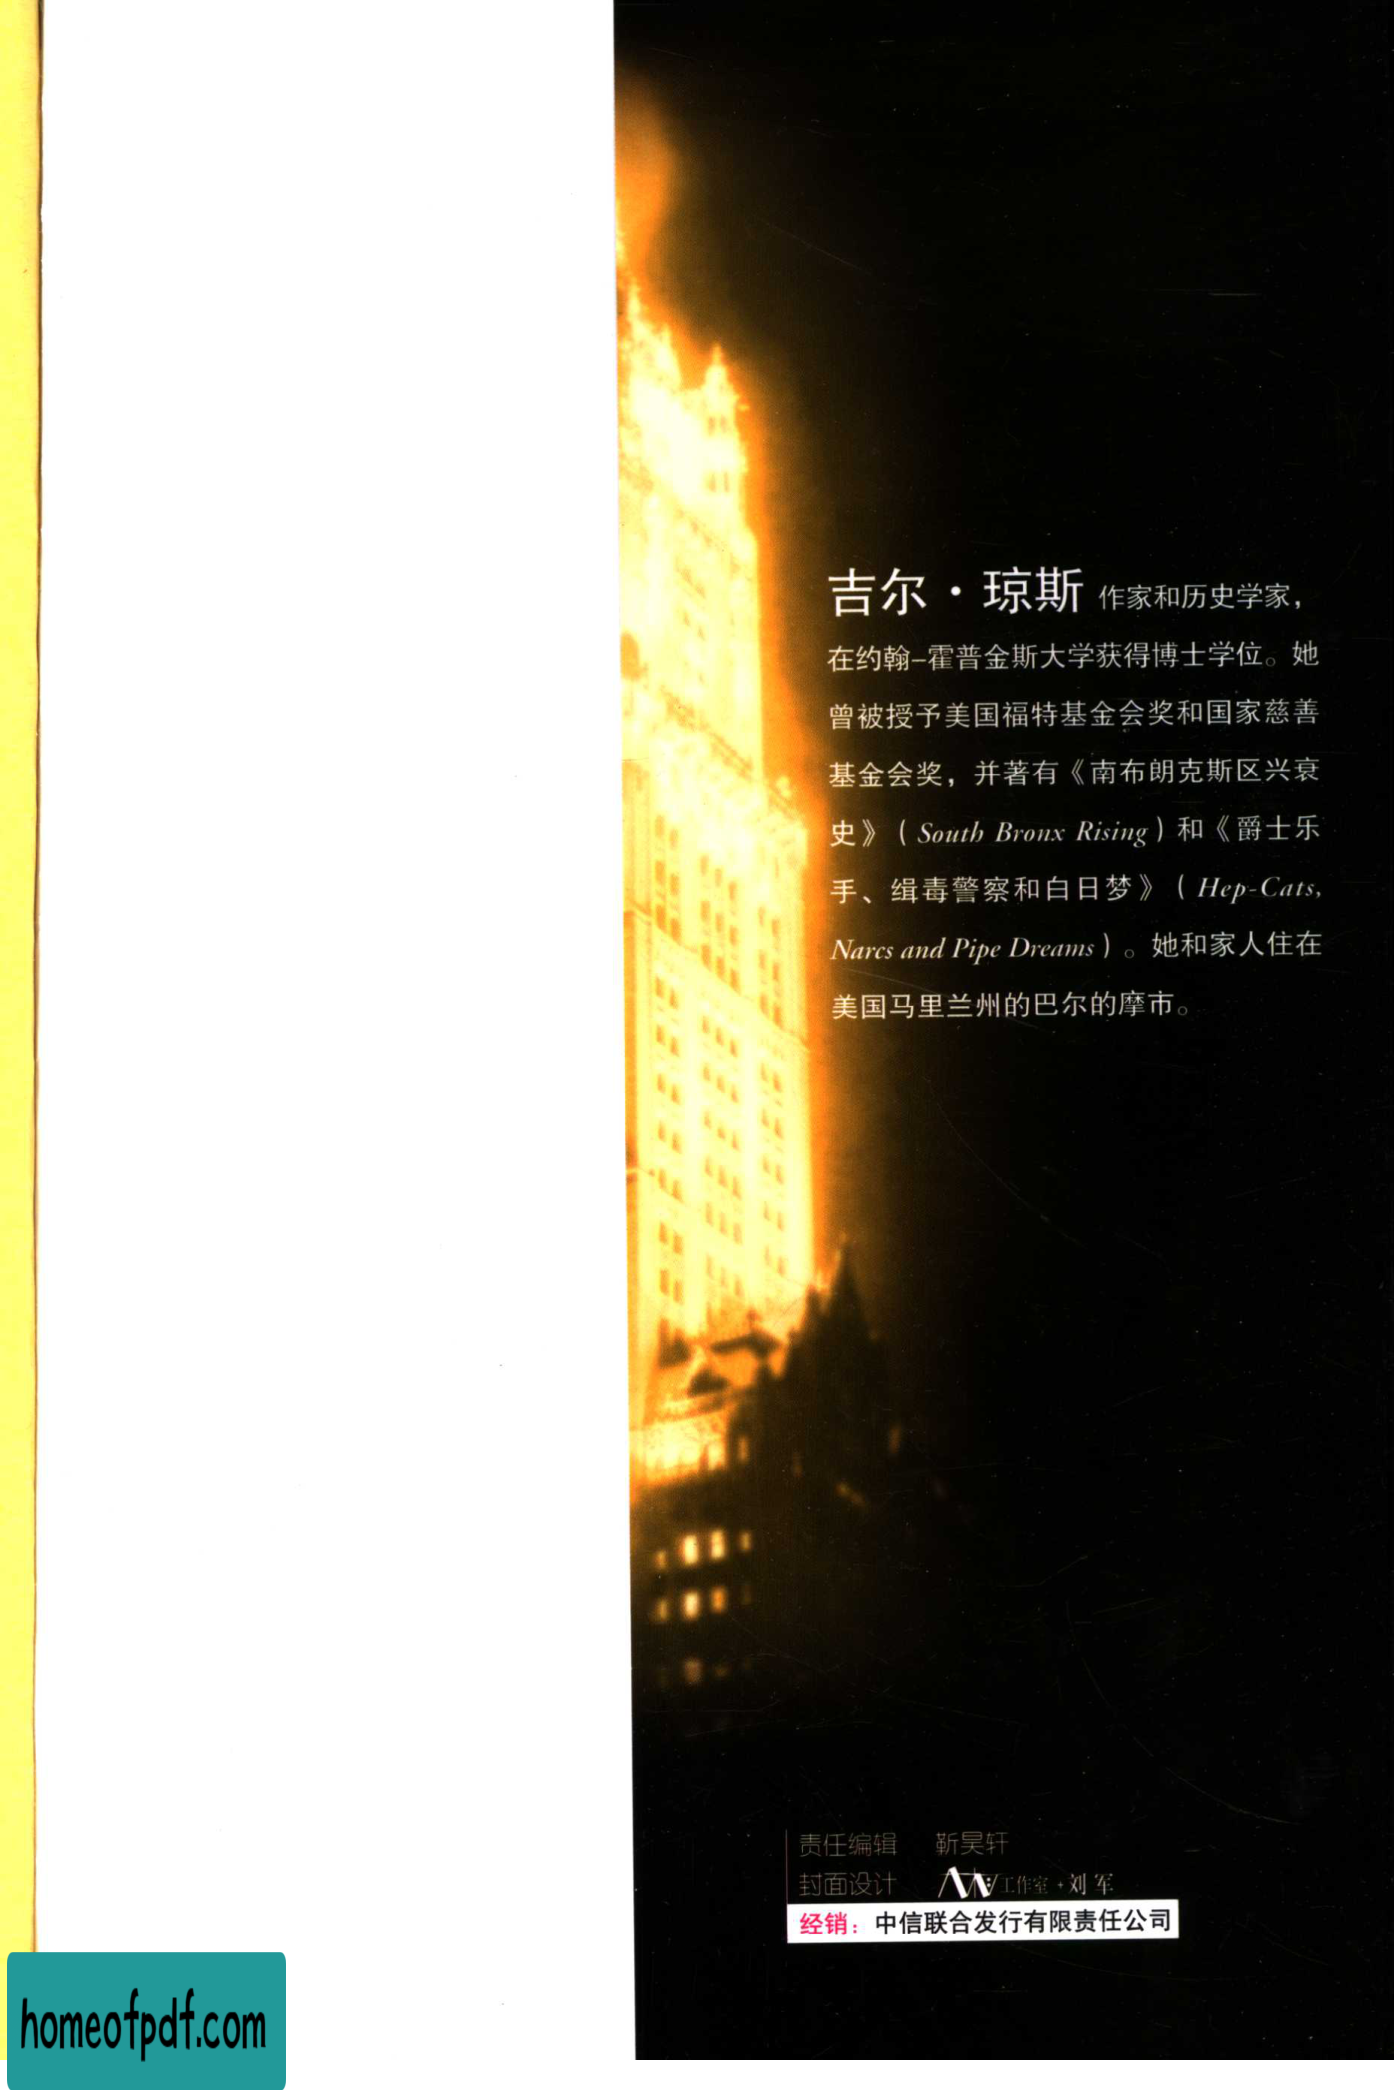 吉尔·琼斯 作家和历史学家，
在约翰–霍普金斯大学获得博士学位。她
曾被授予美国福特基金会奖和国家慈善
基金会奖，并著有《南布朗克斯区兴衰
史》（South Bronx Rising）和《爵士乐
手、缉毒警察和白日梦》（Hep-Cats,
Narcs and Pipe Dreams）。她和家人住在
美国马里兰州的巴尔的摩市。
责任编辑 靳昊轩
封面设计 工作室 + 刘 军
经销：中信联合发行有限责任公司
homeofpdf.com